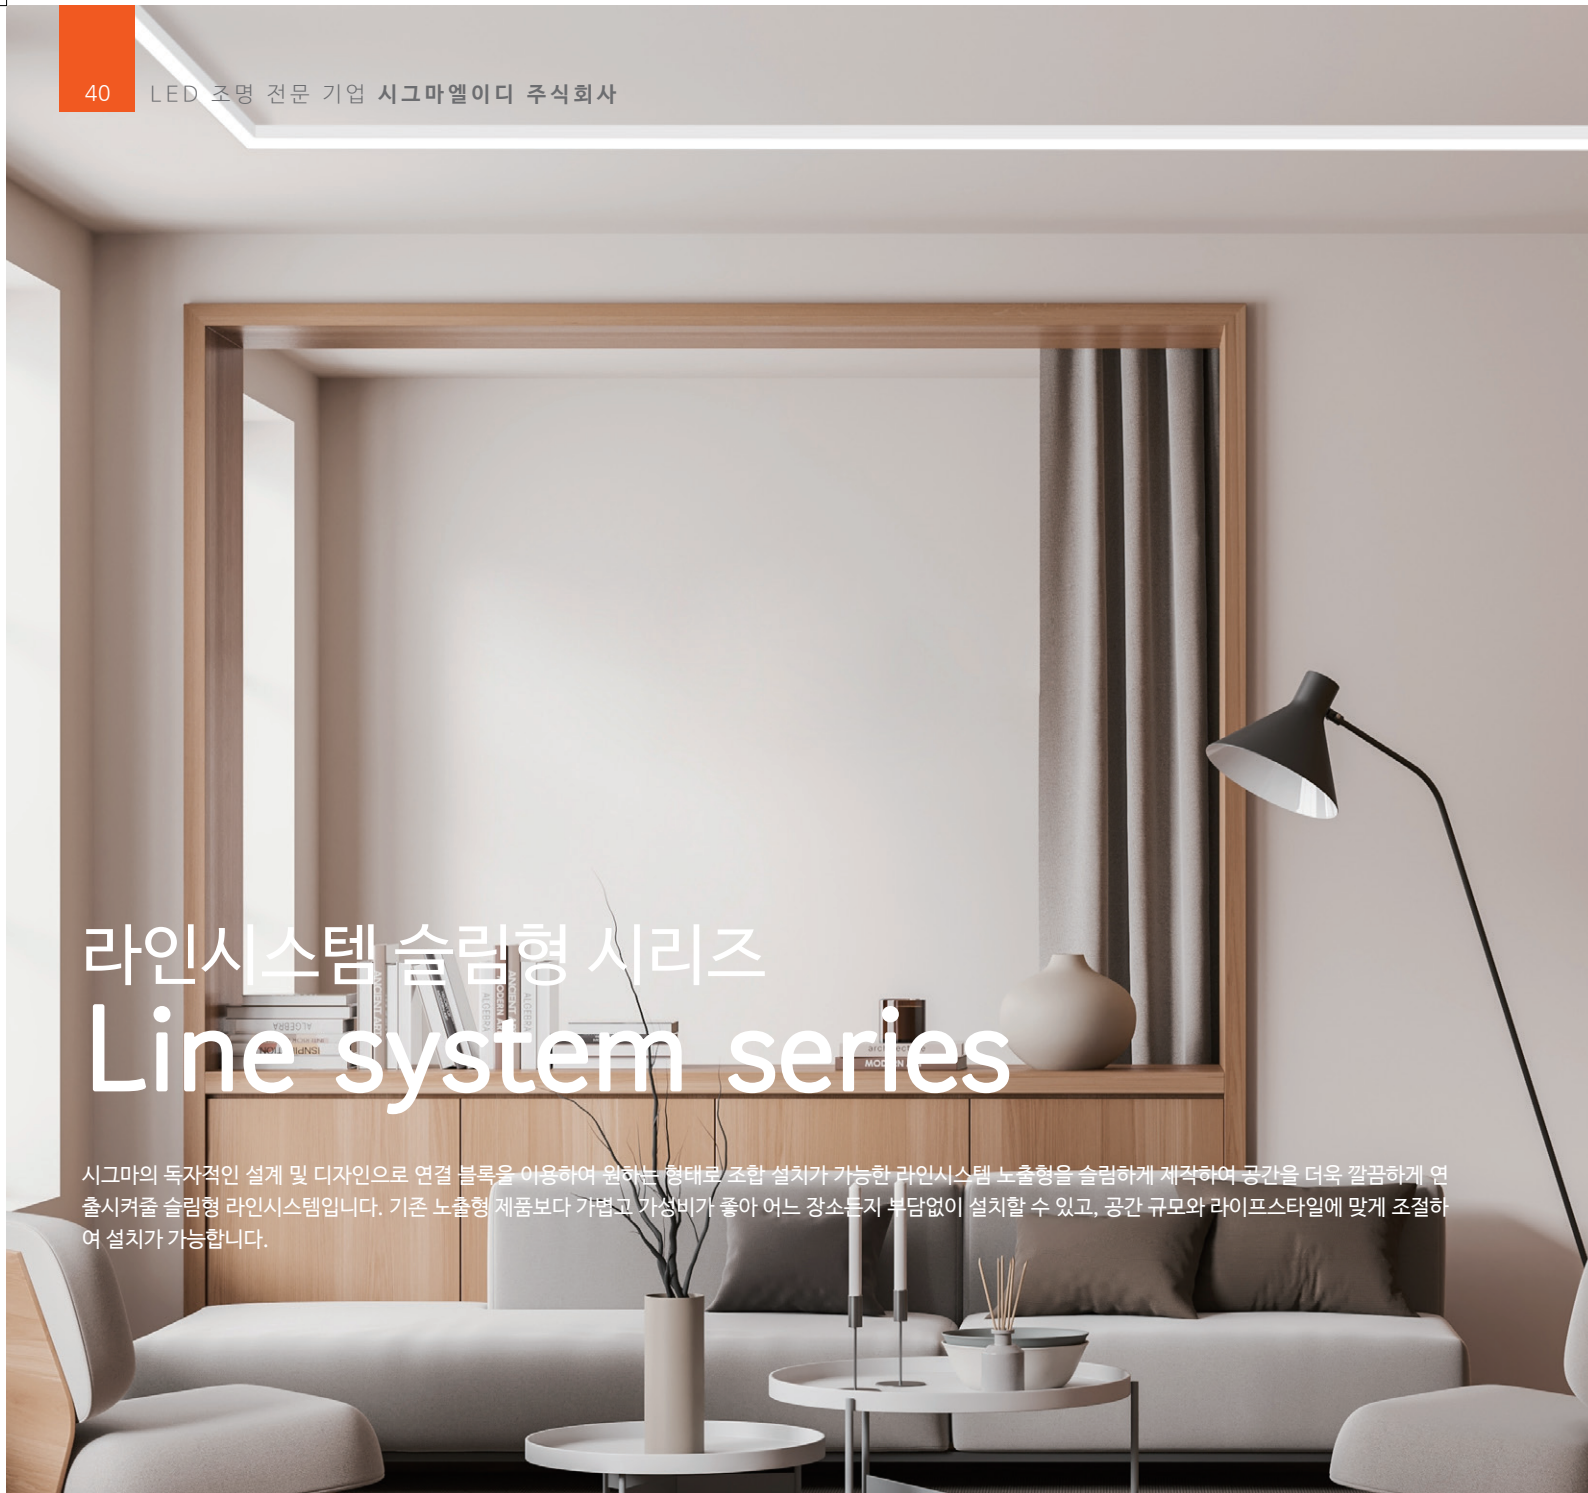 40
LED 조명 전문 기업 시그마엘이디 주식회사
라인시스템 슬림형 시리즈
Line system series
시그마의 독자적인 설계 및 디자인으로 연결 블록을 이용하여 원하는 형태로 조합 설치가 가능한 라인시스템 노출형을 슬림하게 제작하여 공간을 더욱 깔끔하게 연
출시켜줄 슬림형 라인시스템입니다. 기존 노출형 제품보다 가볍고 가성비가 좋아 어느 장소든지 부담없이 설치할 수 있고, 공간 규모와 라이프스타일에 맞게 조절하
여 설치가 가능합니다.
ALGEBRA
ALGEBRA
ALGEBRA
MODERN